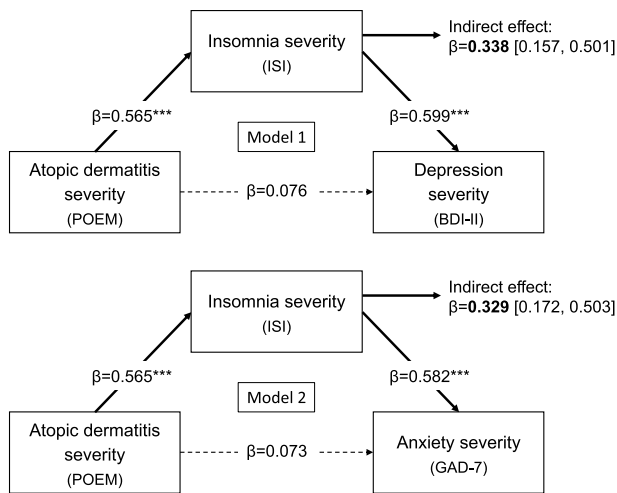 Insomnia severity
(ISI)
Indirect effect:
β=0.338 [0.157, 0.501]
β=0.565***
β=0.599***
Model 1
Atopic dermatitis
severity
(POEM)
β=0.076
Depression
severity
(BDI-II)
Insomnia severity
(ISI)
Indirect effect:
β=0.329 [0.172, 0.503]
β=0.565***
β=0.582***
Model 2
Atopic dermatitis
severity
(POEM)
β=0.073
Anxiety severity
(GAD-7)